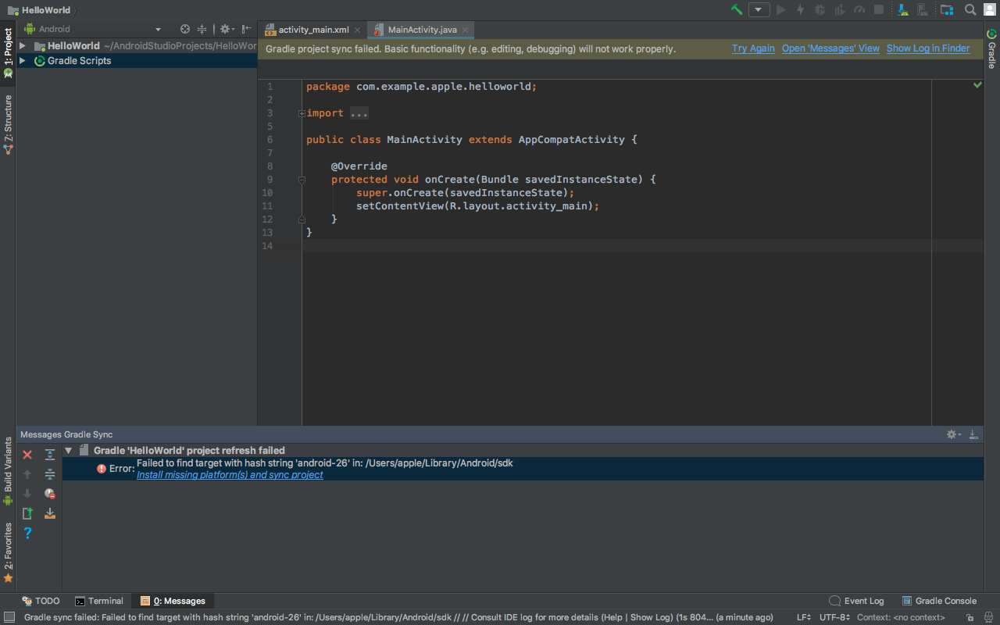 HelloWorld
1: Project
Z: Structure
Build Variants
2: Favorites
Android
HelloWorld ~/AndroidStudioProjects/HelloWor
Gradle Scripts
activity_main.xml
MainActivity.java
Gradle project sync failed. Basic functionality (e.g. editing, debugging) will not work properly.
Try Again Open 'Messages' View Show Log in Finder
Gradle
1 package com.example.apple.helloworld;
2
3 import ...
5
6 public class MainActivity extends AppCompatActivity {
7
8 @Override
9 protected void onCreate(Bundle savedInstanceState) {
10 super.onCreate(savedInstanceState);
11 setContentView(R.layout.activity_main);
12 }
13 }
14
Messages Gradle Sync
Gradle 'HelloWorld' project refresh failed
Error: Failed to find target with hash string 'android-26' in: /Users/apple/Library/Android/sdk
Install missing platform(s) and sync project
TODO Terminal 0: Messages Event Log Gradle Console
Gradle sync failed: Failed to find target with hash string 'android-26' in: /Users/apple/Library/Android/sdk // // Consult IDE log for more details (Help | Show Log) (1s 804... (a minute ago) LF UTF-8 Context: <no context>